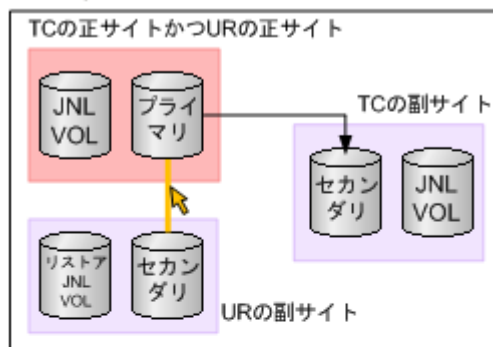 TCの正サイトかつURの正サイト
JNL
VOL
プライ
マリ
TCの副サイト
セカン
ダリ
JNL
VOL
リストア
JNL
VOL
セカン
ダリ
URの副サイト